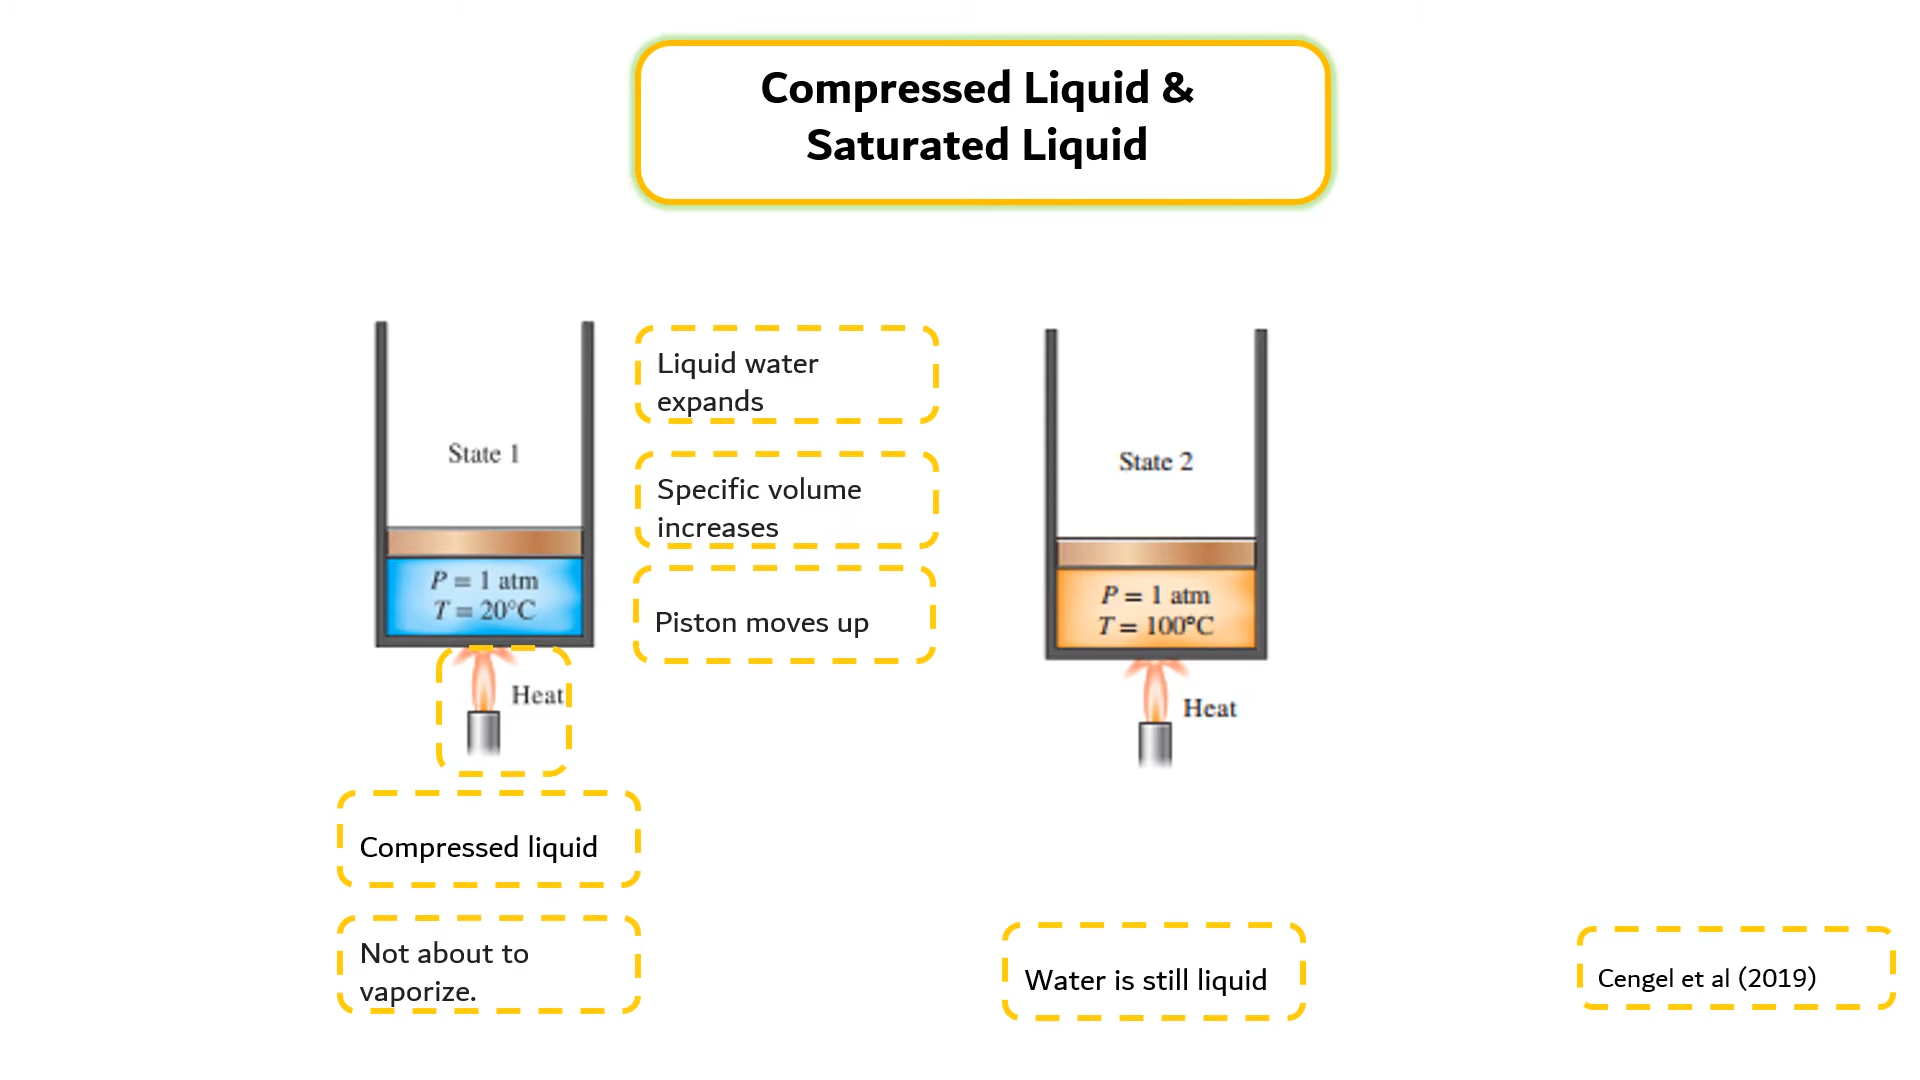 Compressed Liquid &
Saturated Liquid
State 1
P = 1 atm
T = 20°C
Heat
Liquid water
expands
Specific volume
increases
Piston moves up
State 2
P = 1 atm
T = 100°C
Heat
Compressed liquid
Not about to
vaporize.
Water is still liquid
Cengel et al (2019)